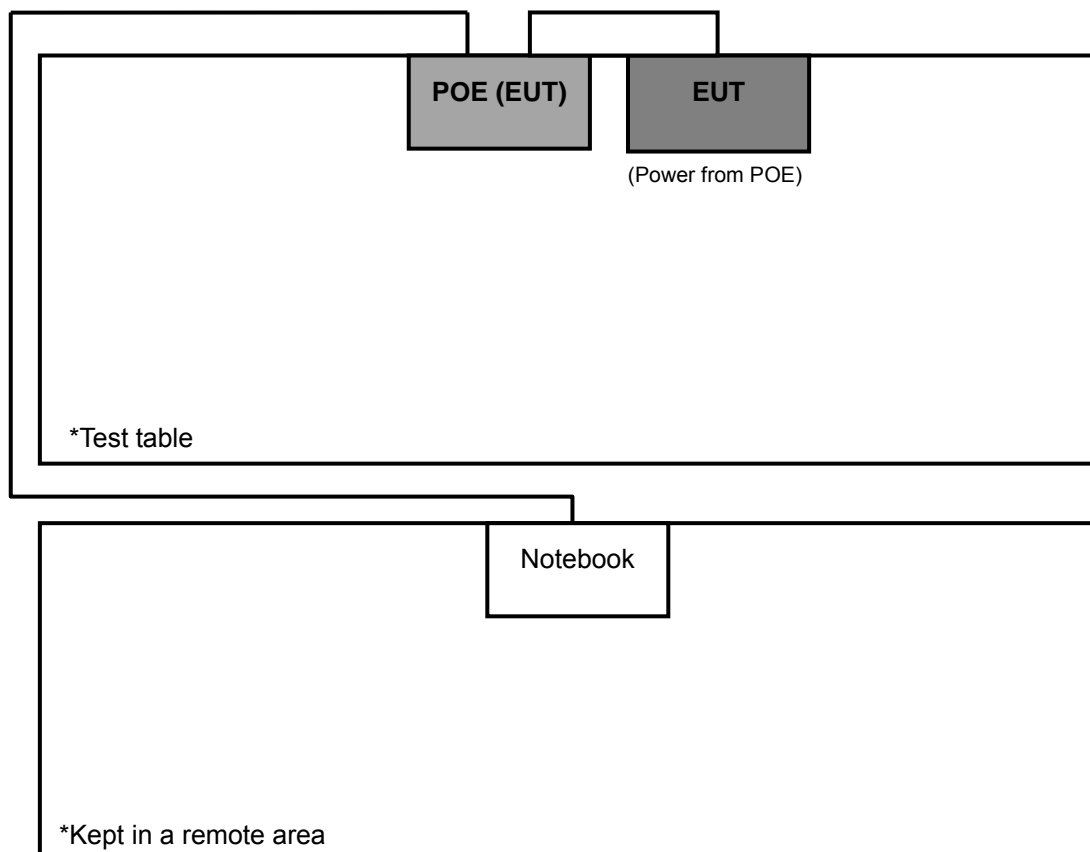 POE (EUT)
EUT
(Power from POE)
*Test table
Notebook
*Kept in a remote area